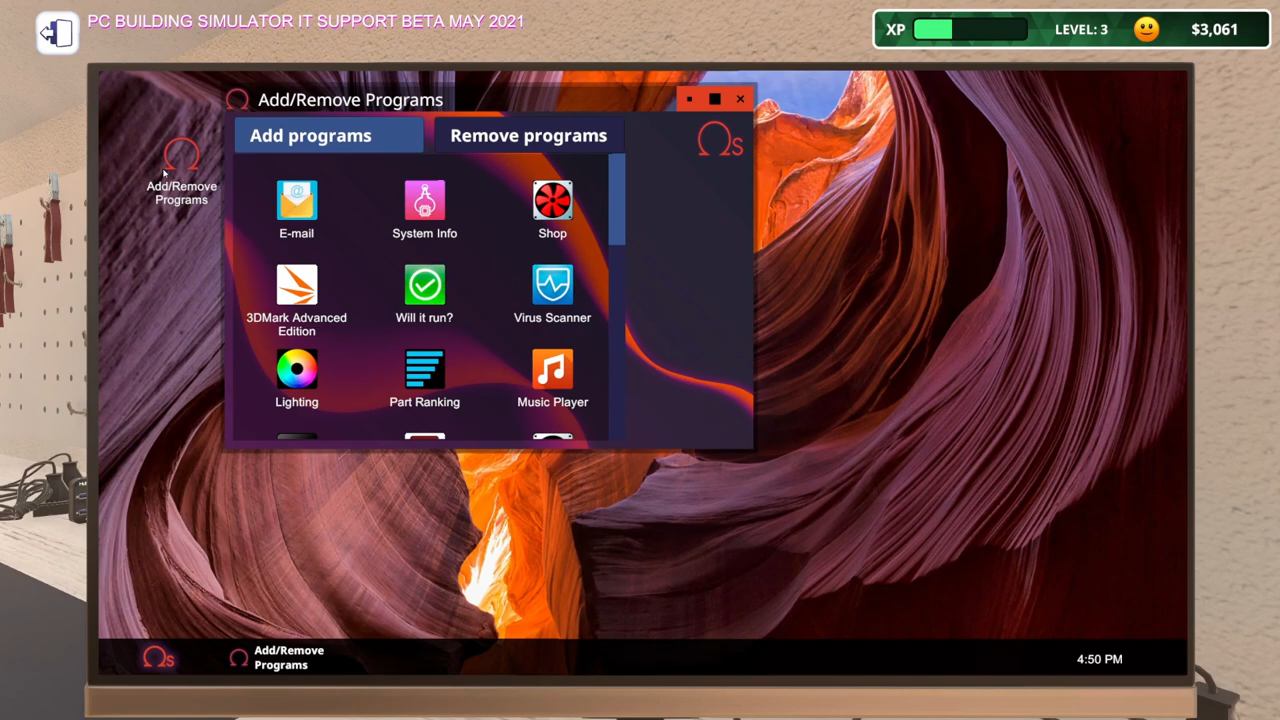 PC BUILDING SIMULATOR IT SUPPORT BETA MAY 2021
XP
LEVEL: 3
$3,061
Add/Remove Programs
Add programs
Remove programs
Ωs
Add/Remove
Programs
E-mail
System Info
Shop
3DMark Advanced
Edition
Will it run?
Virus Scanner
Lighting
Part Ranking
Music Player
Ωs
Add/Remove
Programs
4:50 PM